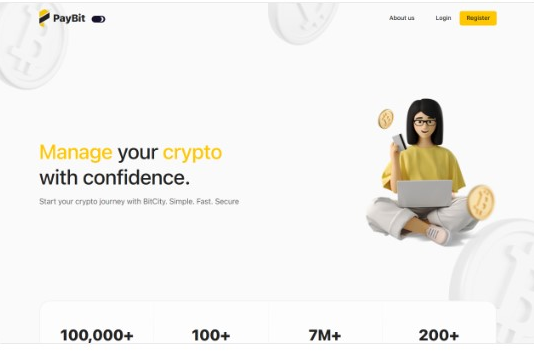 PayBit
About us
Login
Register
Manage your crypto
with confidence.
Start your crypto journey with BitCity. Simple. Fast. Secure
100,000+
100+
7M+
200+